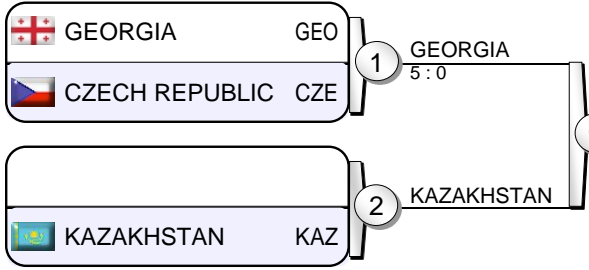 GEORGIA GEO
CZECH REPUBLIC CZE
1
GEORGIA
5 : 0
KAZAKHSTAN KAZ
2
KAZAKHSTAN